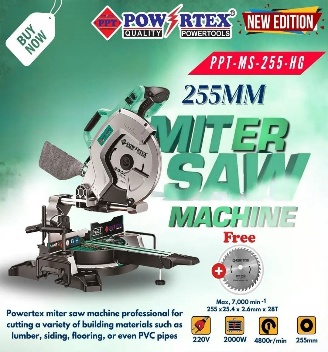 BUY
NOW
PPT
POWERTEX®
QUALITY POWERTOOLS
NEW EDITION
PPT-MS-255-HG
255MM
MITER
SAW
MACHINE
Free
+
Max, 7,000 min⁻¹
255 x 25.4 x 2.6mm x 28T
Powertex miter saw machine professional for
cutting a variety of building materials such as
lumber, siding, flooring, or even PVC pipes
220V
2000W
4800r/min
255mm